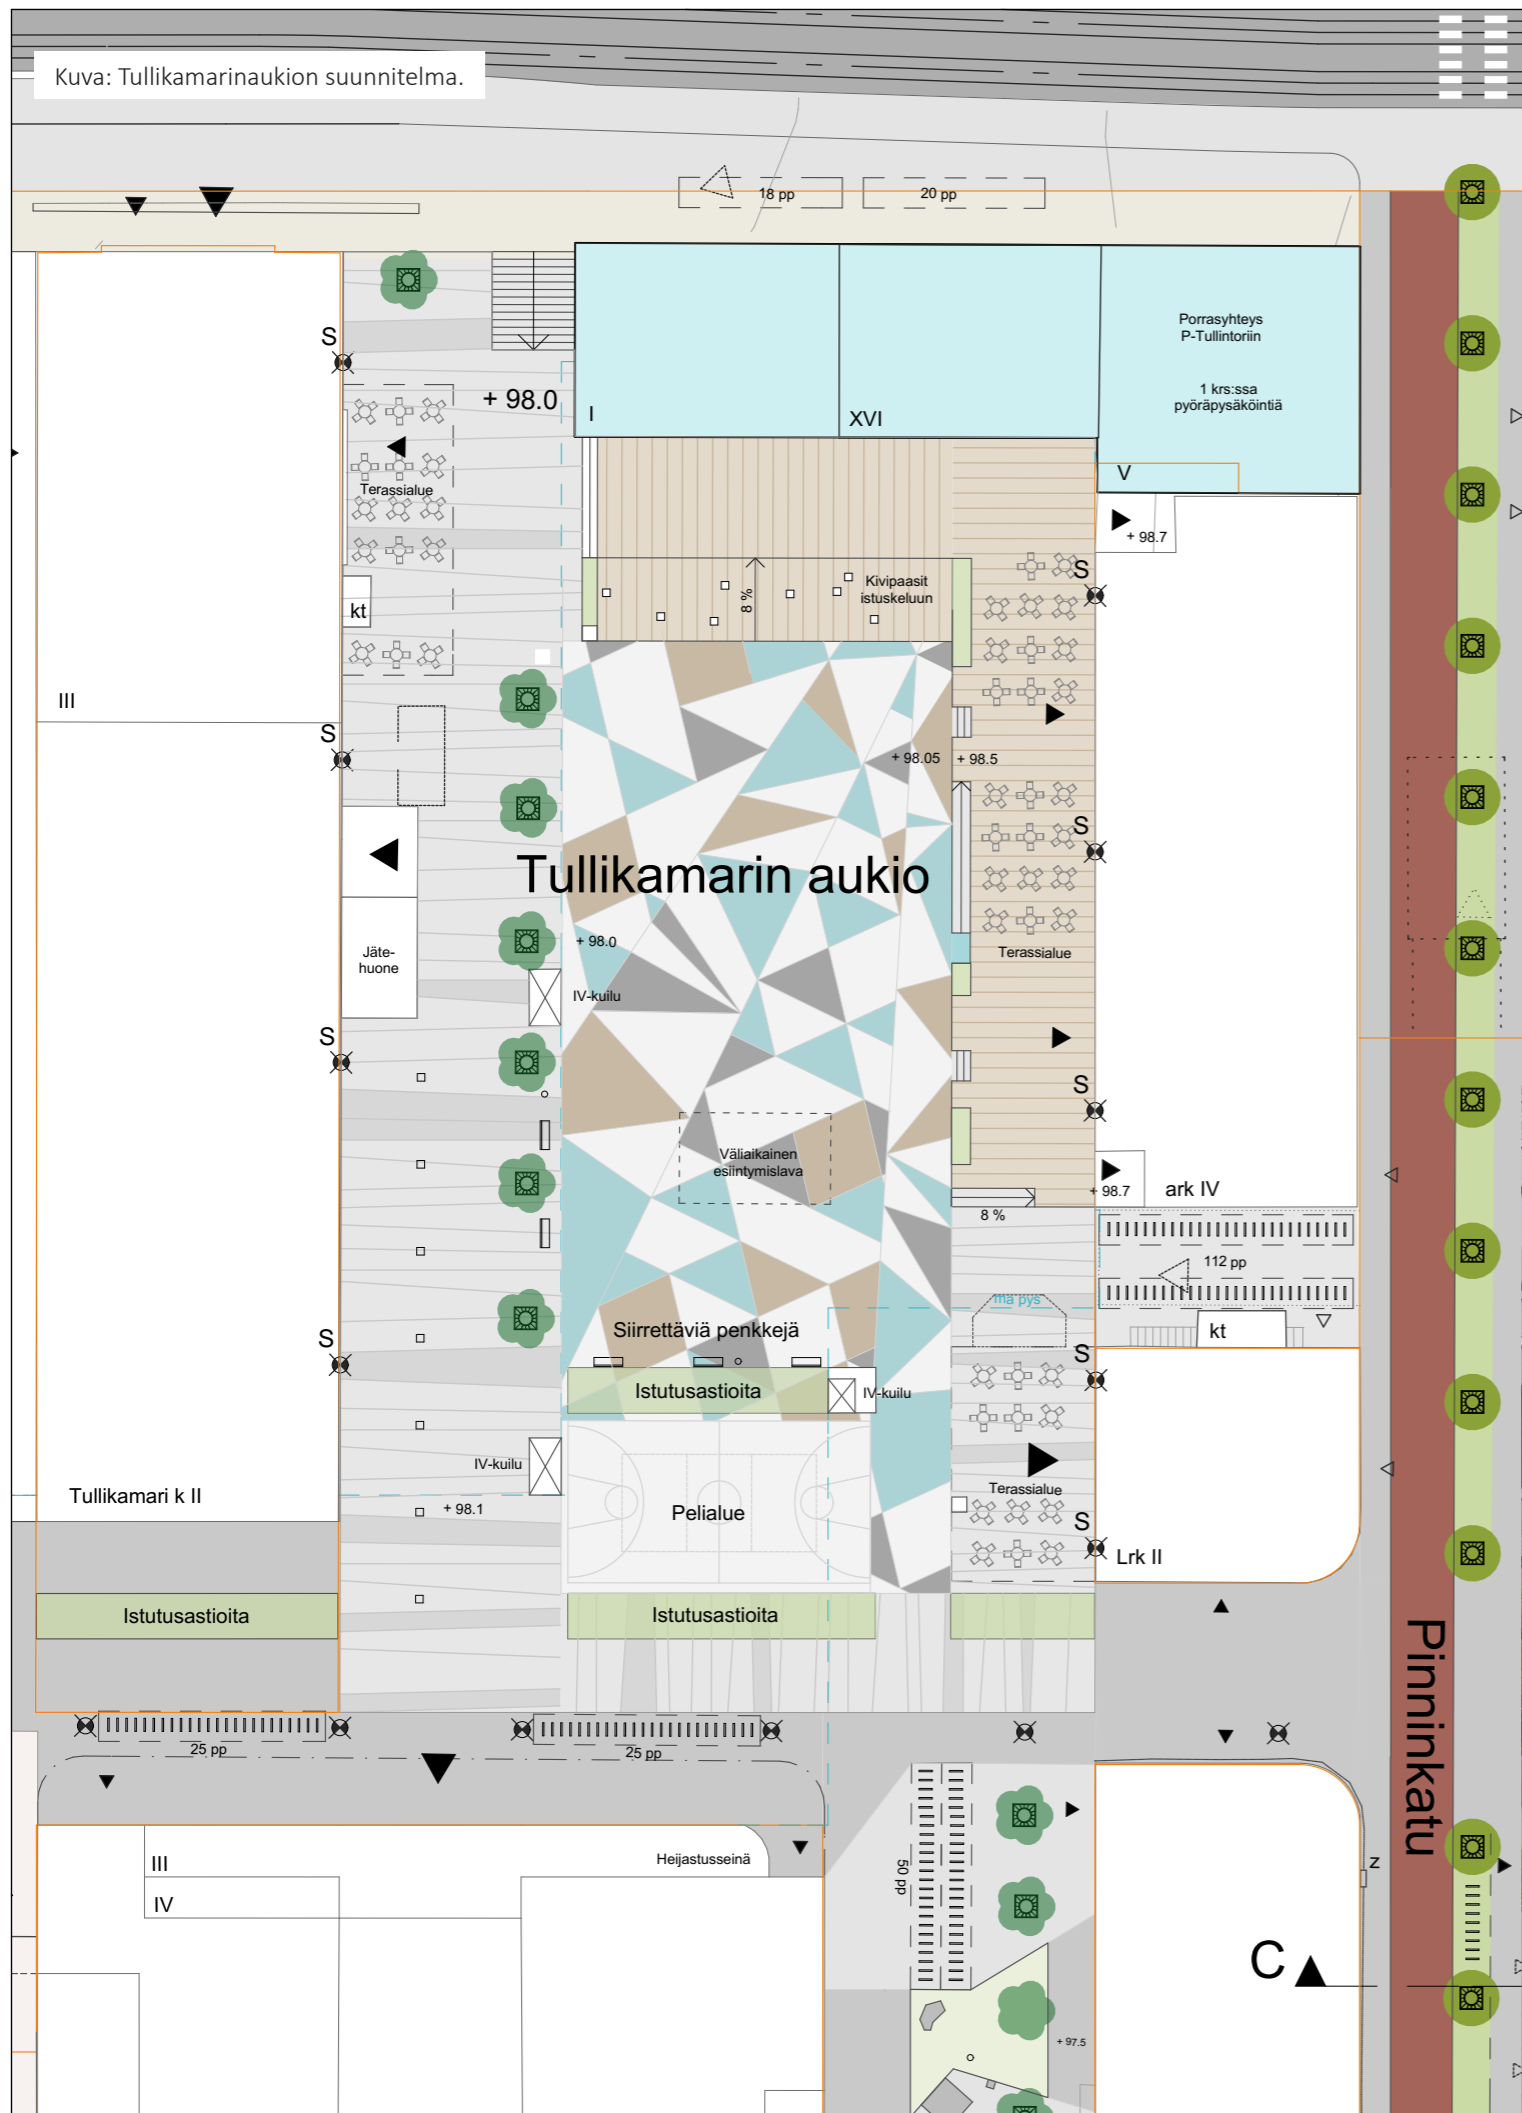 Kuva: Tullikamarinaukion suunnitelma.
18 pp
20 pp
Porrasyhteys
P-Tullintoriin
1 krs:ssa
pyöräpysäköintiä
S
+ 98.0
I
XVI
V
Terassialue
+ 98.7
kt
Kivipaasit
istuskeluun
8 %
S
III
S
+ 98.05
+ 98.5
S
Tullikamarin aukio
Jäte-
huone
+ 98.0
Terassialue
IV-kuilu
S
S
Väliaikainen
esiintymislava
+ 98.7
ark IV
8 %
112 pp
ma pys
kt
Siirrettäviä penkkejä
S
S
Istutusastioita
IV-kuilu
IV-kuilu
Terassialue
Tullikamari k II
+ 98.1
Pelialue
S
Lrk II
Istutusastioita
Istutusastioita
Pinninkatu
25 pp
25 pp
III
Heijastusseinä
50 pp
z
IV
C
+ 97.5